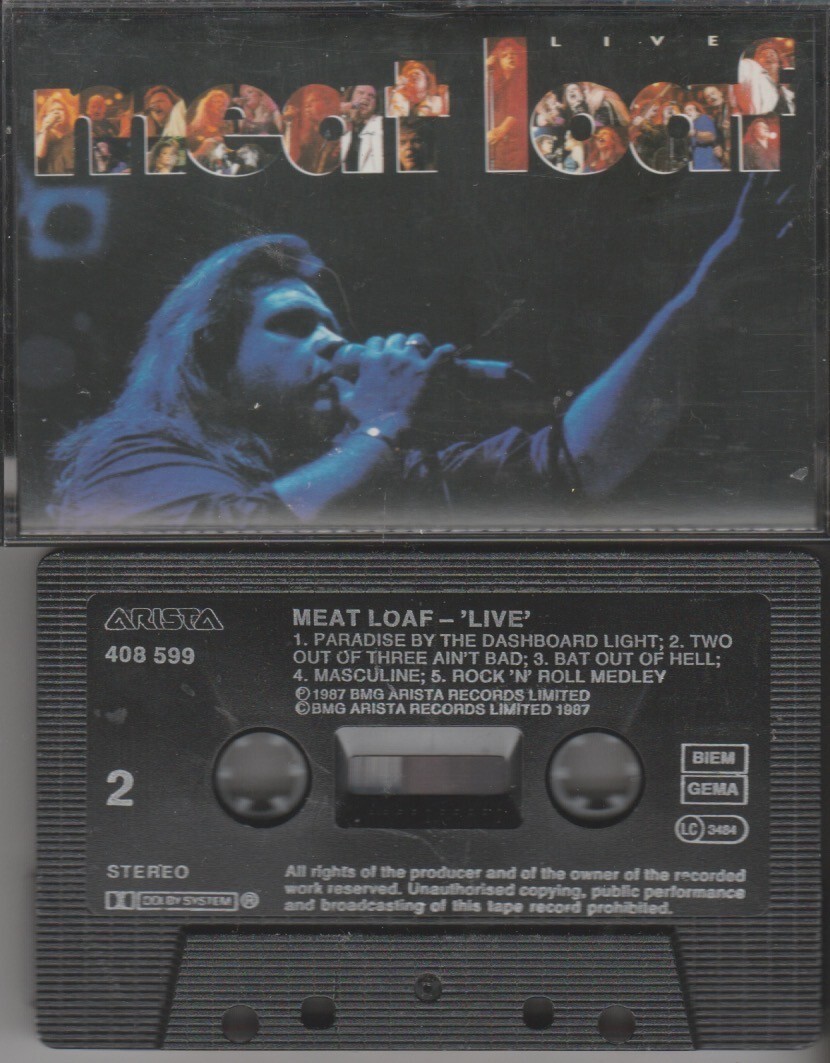 LIVE
meat loaf
ARISTA
408 599
MEAT LOAF – 'LIVE'
1. PARADISE BY THE DASHBOARD LIGHT; 2. TWO
OUT OF THREE AIN'T BAD; 3. BAT OUT OF HELL;
4. MASCULINE; 5. ROCK 'N' ROLL MEDLEY
℗ 1987 BMG ARISTA RECORDS LIMITED
© BMG ARISTA RECORDS LIMITED 1987
2
BIEM
GEMA
LC 3484
STEREO
DOLBY SYSTEM ®
All rights of the producer and of the owner of the recorded
work reserved. Unauthorised copying, public performance
and broadcasting of this tape record prohibited.